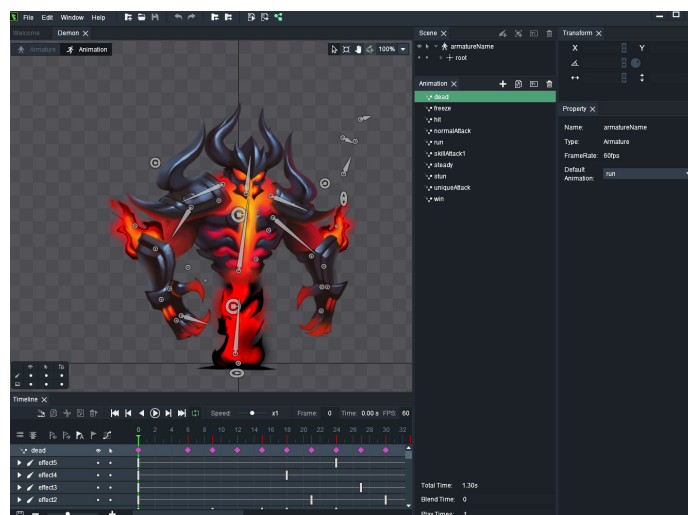 File Edit Window Help
Welcome Demon
Scene
Transform
Armature Animation
100%
armatureName
root
X Y
Animation
dead
freeze
hit
normalAttack
run
skillAttack1
steady
stun
uniqueAttack
win
Property
Name: armatureName
Type: Armature
FrameRate: 60fps
Default Animation: run
Timeline
Speed: x1 Frame: 0 Time: 0.00 s FPS: 60
0 2 4 6 8 10 12 14 16 18 20 22 24 26 28 30 32
dead
effect5
effect4
effect3
effect2
Total Time: 1.30s
Blend Time: 0
Play Times: 1